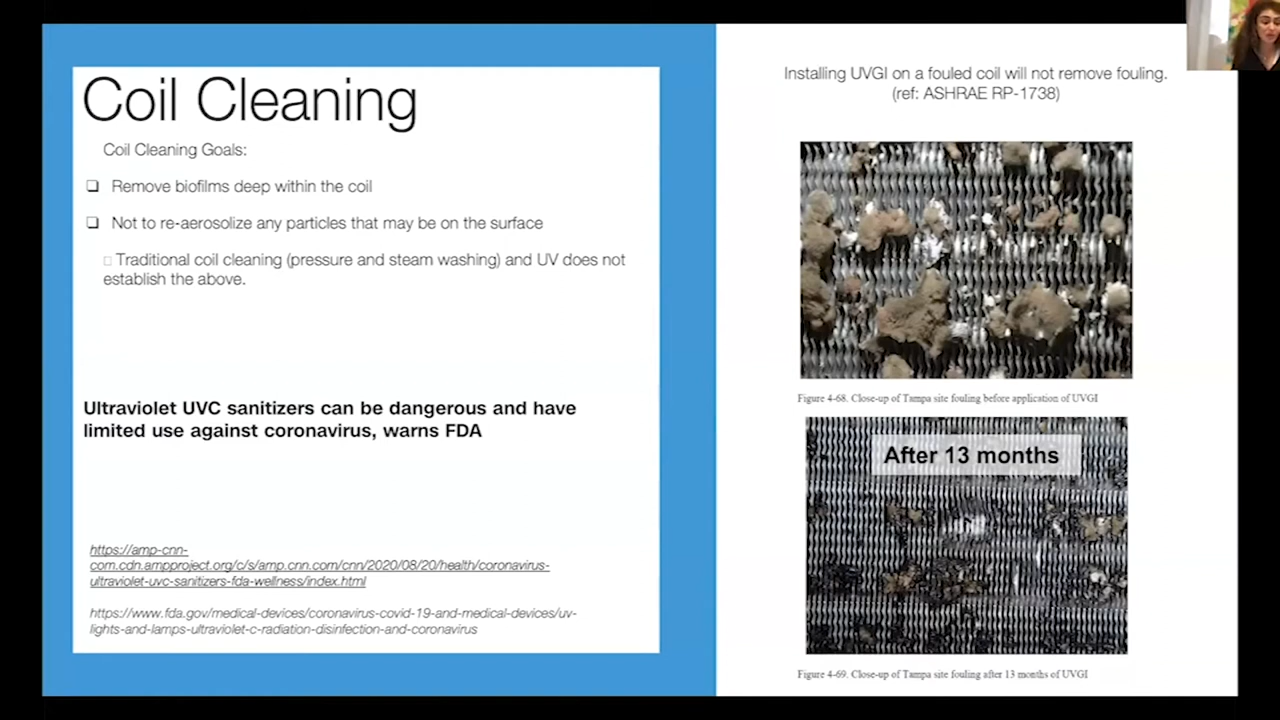 Coil Cleaning
Coil Cleaning Goals:
Remove biofilms deep within the coil
Not to re-aerosolize any particles that may be on the surface
Traditional coil cleaning (pressure and steam washing) and UV does not
establish the above.
Ultraviolet UVC sanitizers can be dangerous and have
limited use against coronavirus, warns FDA
https://amp-cnn-
com.cdn.ampproject.org/c/s/amp.cnn.com/cnn/2020/08/20/health/coronavirus-
ultraviolet-uvc-sanitizers-fda-wellness/index.html
https://www.fda.gov/medical-devices/coronavirus-covid-19-and-medical-devices/uv-
lights-and-lamps-ultraviolet-c-radiation-disinfection-and-coronavirus
Installing UVGI on a fouled coil will not remove fouling.
(ref: ASHRAE RP-1738)
Figure 4-68. Close-up of Tampa site fouling before application of UVGI
After 13 months
Figure 4-69. Close-up of Tampa site fouling after 13 months of UVGI